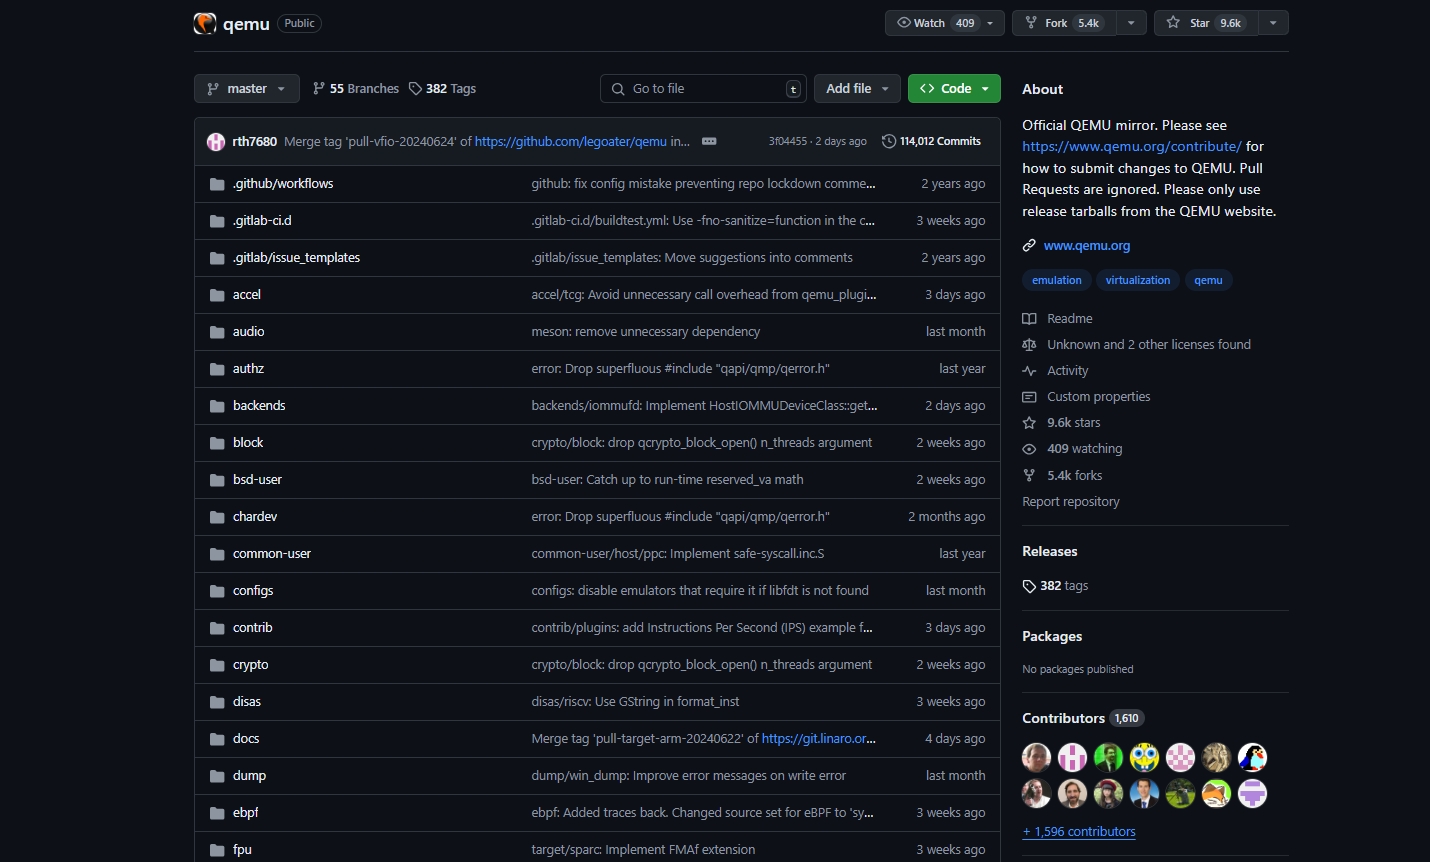 qemu Public
Watch 409
Fork 5.4k
Star 9.6k
master
55 Branches
382 Tags
Go to file t
Add file
Code
rth7680 Merge tag 'pull-vfio-20240624' of https://github.com/legoater/qemu in... 3f04455 · 2 days ago 114,012 Commits
.github/workflows github: fix config mistake preventing repo lockdown comme... 2 years ago
.gitlab-ci.d .gitlab-ci.d/buildtest.yml: Use -fno-sanitize=function in the c... 3 weeks ago
.gitlab/issue_templates .gitlab/issue_templates: Move suggestions into comments 2 years ago
accel accel/tcg: Avoid unnecessary call overhead from qemu_plugi... 3 days ago
audio meson: remove unnecessary dependency last month
authz error: Drop superfluous #include "qapi/qmp/qerror.h" last year
backends backends/iommufd: Implement HostIOMMUDeviceClass::get... 2 days ago
block crypto/block: drop qcrypto_block_open() n_threads argument 2 weeks ago
bsd-user bsd-user: Catch up to run-time reserved_va math 2 weeks ago
chardev error: Drop superfluous #include "qapi/qmp/qerror.h" 2 months ago
common-user common-user/host/ppc: Implement safe-syscall.inc.S last year
configs configs: disable emulators that require it if libfdt is not found last month
contrib contrib/plugins: add Instructions Per Second (IPS) example f... 3 days ago
crypto crypto/block: drop qcrypto_block_open() n_threads argument 2 weeks ago
disas disas/riscv: Use GString in format_inst 3 weeks ago
docs Merge tag 'pull-target-arm-20240622' of https://git.linaro.or... 4 days ago
dump dump/win_dump: Improve error messages on write error last month
ebpf ebpf: Added traces back. Changed source set for eBPF to 'sy... 3 weeks ago
fpu target/sparc: Implement FMAf extension 3 weeks ago
About
Official QEMU mirror. Please see
https://www.qemu.org/contribute/ for
how to submit changes to QEMU. Pull
Requests are ignored. Please only use
release tarballs from the QEMU website.
www.qemu.org
emulation virtualization qemu
Readme
Unknown and 2 other licenses found
Activity
Custom properties
9.6k stars
409 watching
5.4k forks
Report repository
Releases
382 tags
Packages
No packages published
Contributors 1,610
+ 1,596 contributors